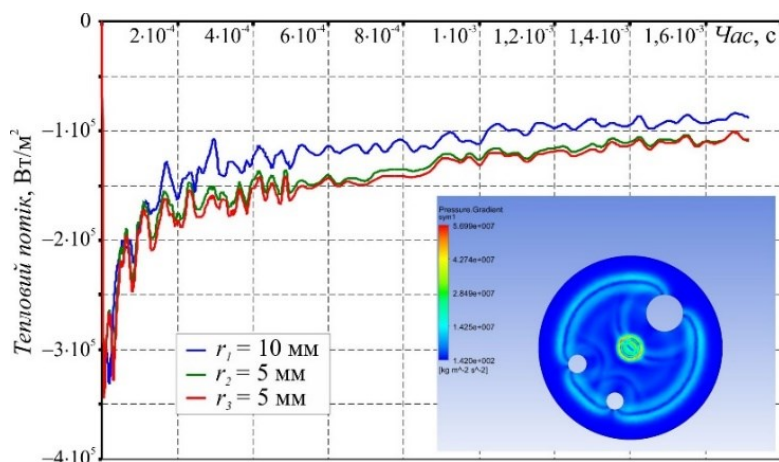 0
2·10⁻⁴ 4·10⁻⁴ 6·10⁻⁴ 8·10⁻⁴ 1·10⁻³ 1,2·10⁻³ 1,4·10⁻³ 1,6·10⁻³ Час, с
Тепловий потік, Вт/м²
−1·10⁵
−2·10⁵
−3·10⁵
−4·10⁵
r₁ = 10 мм
r₂ = 5 мм
r₃ = 5 мм
Pressure.Gradient
sym1
5.699e+007
4.274e+007
2.849e+007
1.425e+007
1.420e+002
[kg m^-2 s^-2]